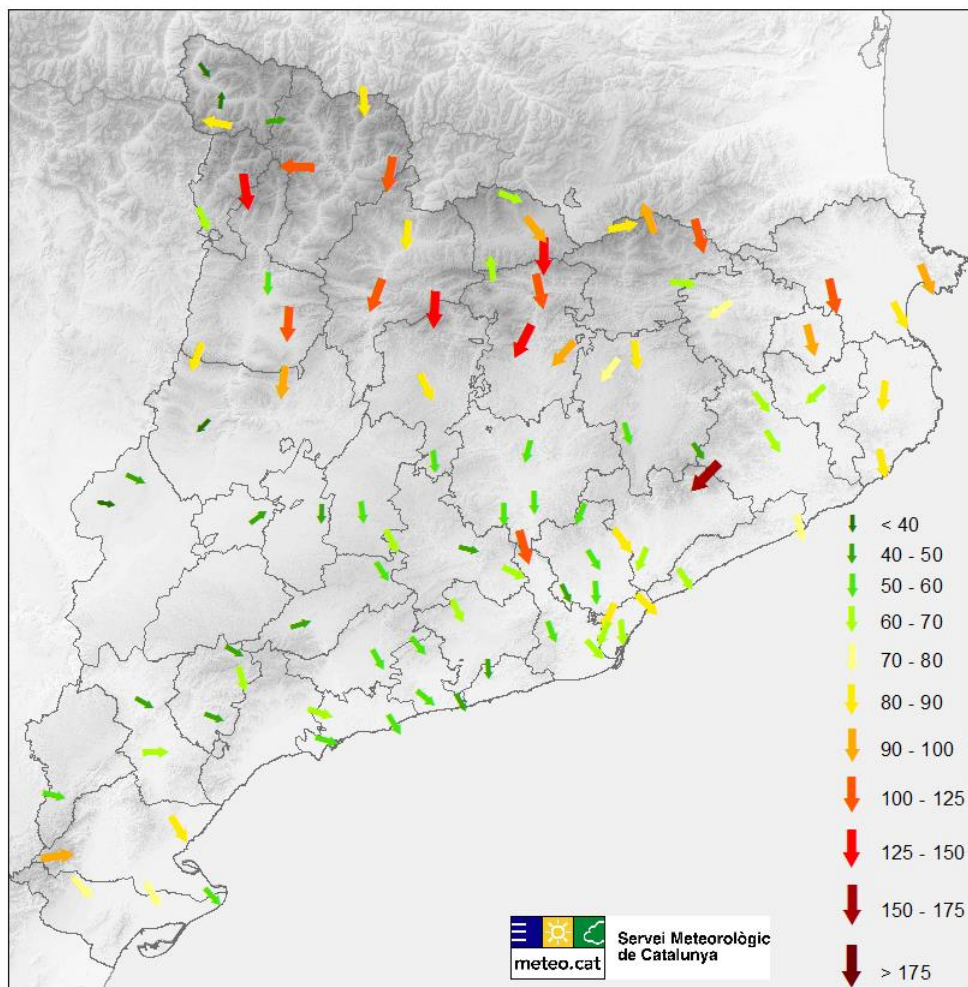 < 40
40 - 50
50 - 60
60 - 70
70 - 80
80 - 90
90 - 100
100 - 125
125 - 150
150 - 175
> 175
meteo.cat
Servei Meteorològic
de Catalunya